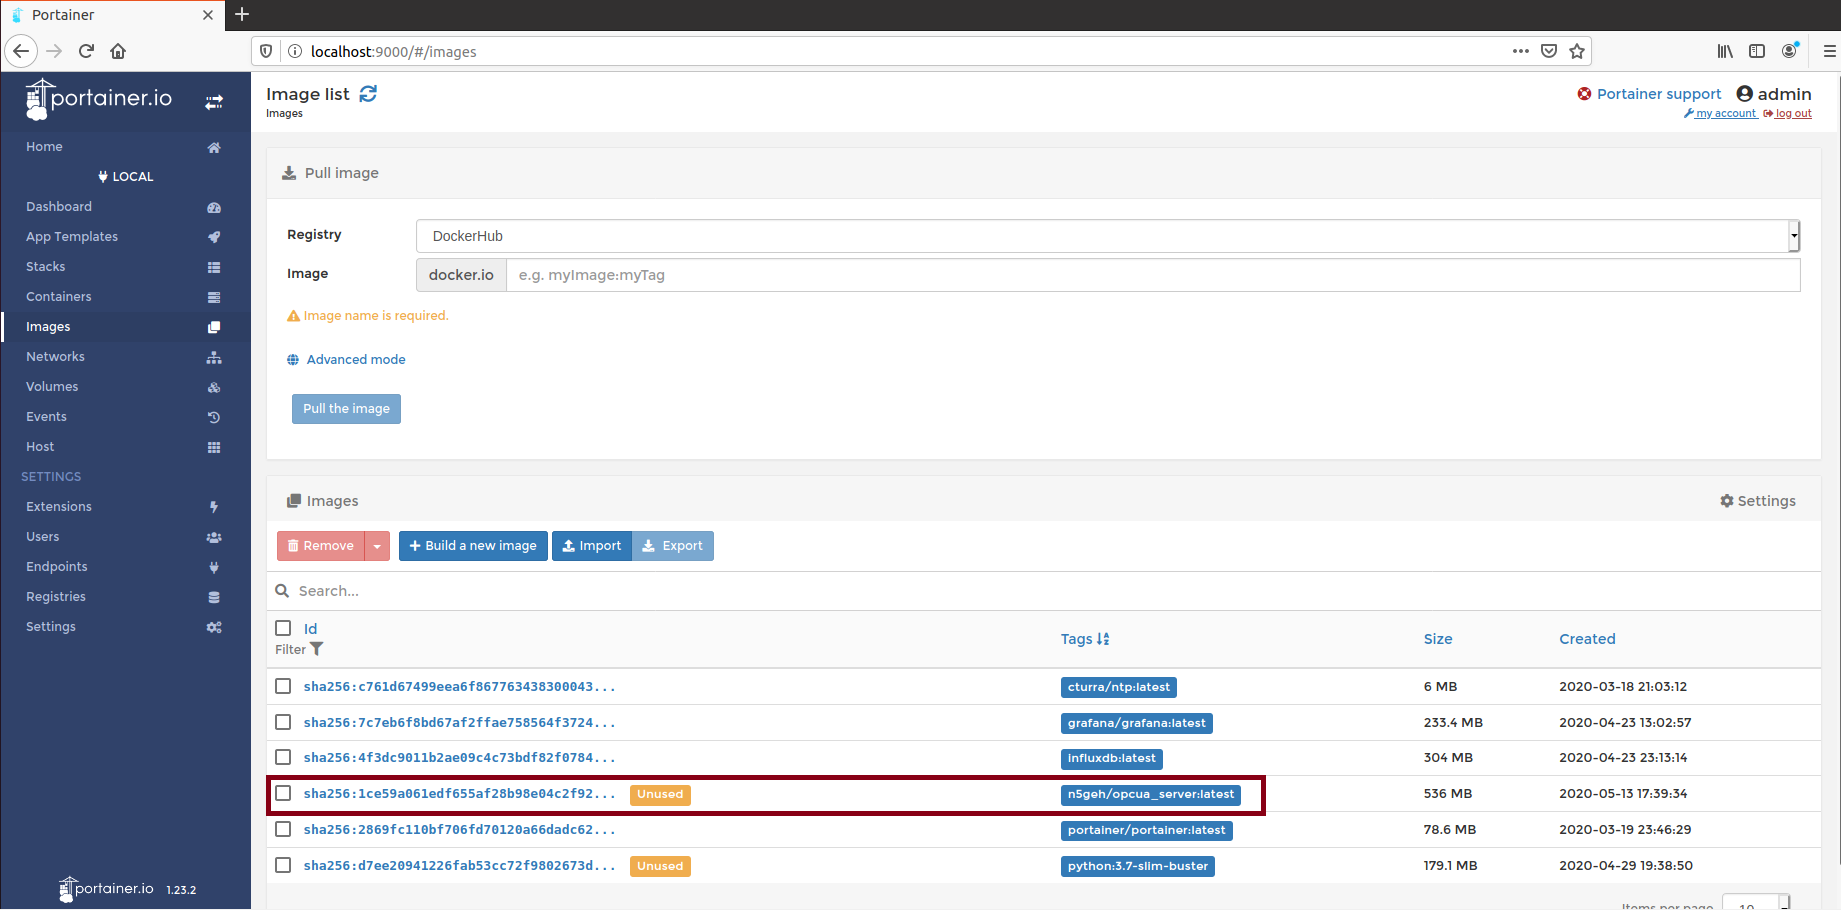 Portainer
localhost:9000/#/images
portainer.io
Image list
Images
Portainer support
admin
my account
log out
Home
LOCAL
Dashboard
App Templates
Stacks
Containers
Images
Networks
Volumes
Events
Host
SETTINGS
Extensions
Users
Endpoints
Registries
Settings
portainer.io 1.23.2
Pull image
Registry DockerHub
Image docker.io e.g. myImage:myTag
Image name is required.
Advanced mode
Pull the image
Images Settings
Remove Build a new image Import Export
Search...
Id Tags Size Created
Filter
sha256:c761d67499eea6f867763438300043... cturra/ntp:latest 6 MB 2020-03-18 21:03:12
sha256:7c7eb6f8bd67af2ffae758564f3724... grafana/grafana:latest 233.4 MB 2020-04-23 13:02:57
sha256:4f3dc9011b2ae09c4c73bdf82f0784... influxdb:latest 304 MB 2020-04-23 23:13:14
sha256:1ce59a061edf655af28b98e04c2f92... Unused n5geh/opcua_server:latest 536 MB 2020-05-13 17:39:34
sha256:2869fc110bf706fd70120a66dadc62... portainer/portainer:latest 78.6 MB 2020-03-19 23:46:29
sha256:d7ee20941226fab53cc72f9802673d... Unused python:3.7-slim-buster 179.1 MB 2020-04-29 19:38:50
Items per page 10